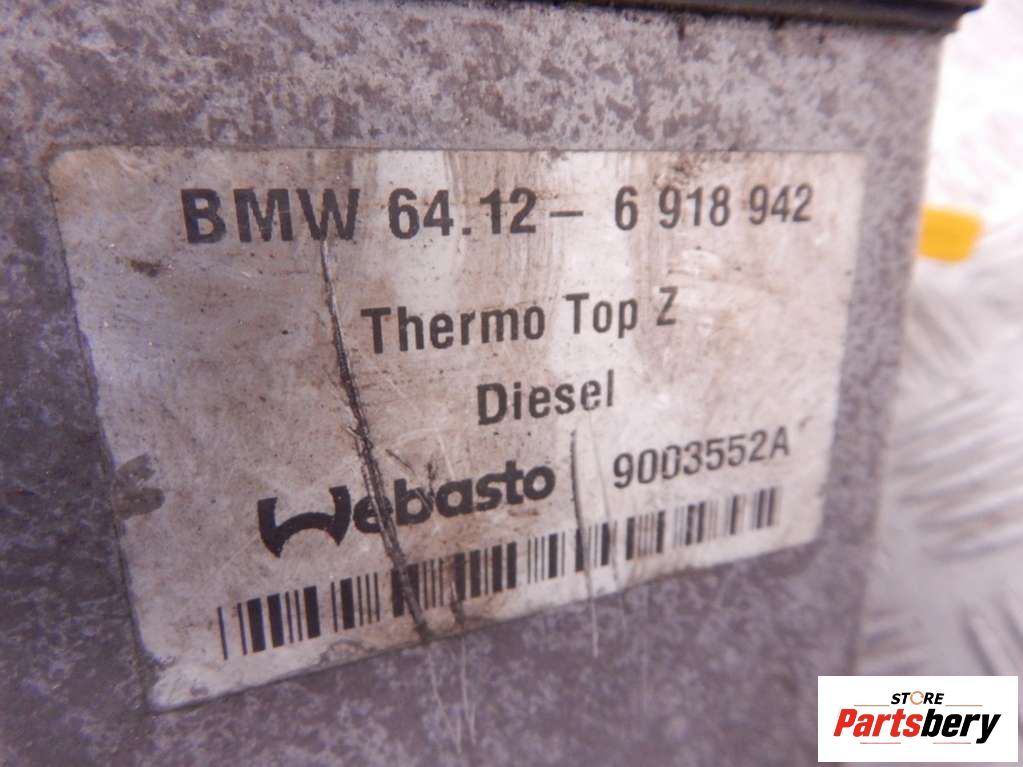 BMW 64.12 – 6 918 942
Thermo Top Z
Diesel
Webasto 9003552A
STORE
Partsbery